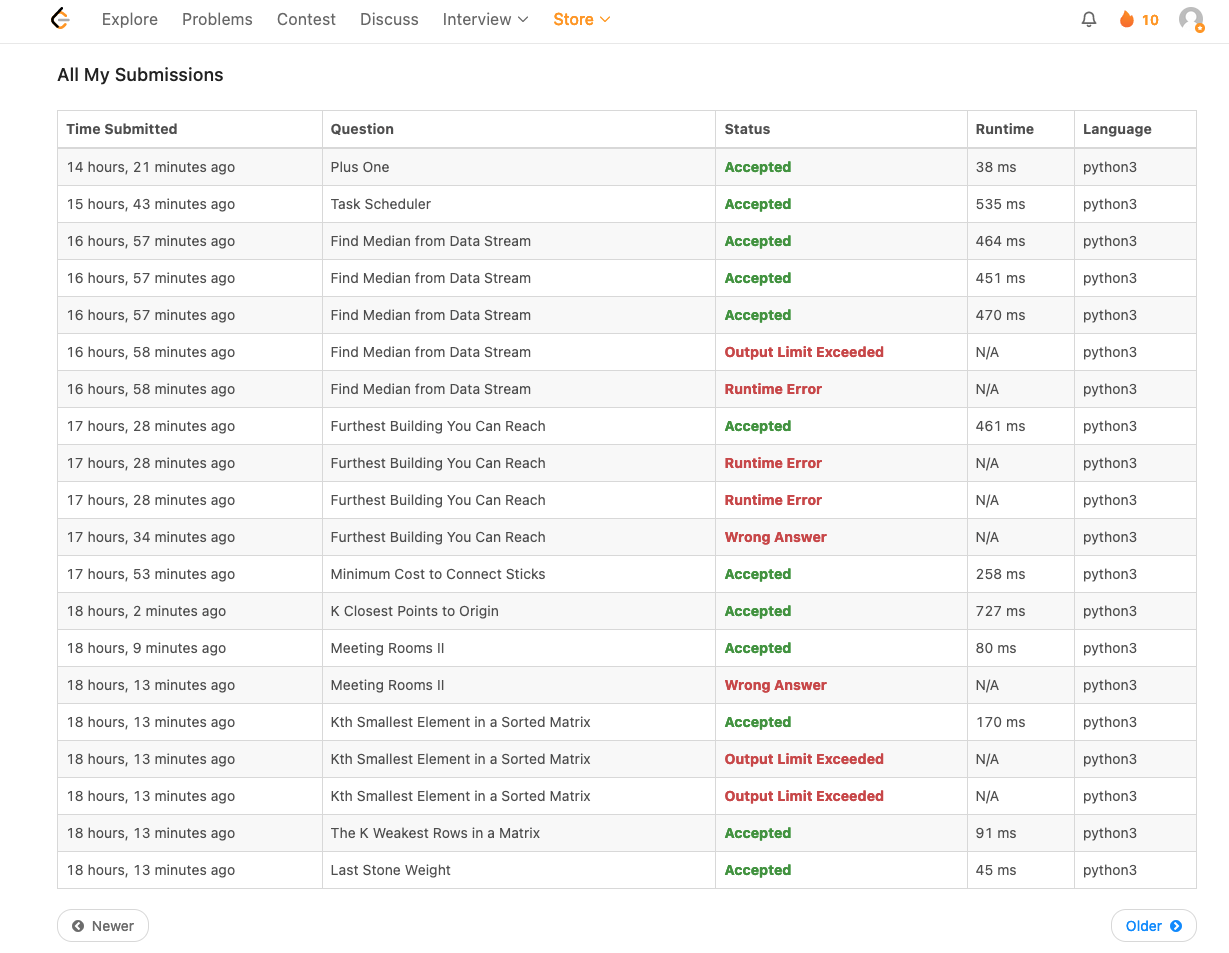 Explore Problems Contest Discuss Interview Store 10
All My Submissions
Time Submitted Question Status Runtime Language
14 hours, 21 minutes ago Plus One Accepted 38 ms python3
15 hours, 43 minutes ago Task Scheduler Accepted 535 ms python3
16 hours, 57 minutes ago Find Median from Data Stream Accepted 464 ms python3
16 hours, 57 minutes ago Find Median from Data Stream Accepted 451 ms python3
16 hours, 57 minutes ago Find Median from Data Stream Accepted 470 ms python3
16 hours, 58 minutes ago Find Median from Data Stream Output Limit Exceeded N/A python3
16 hours, 58 minutes ago Find Median from Data Stream Runtime Error N/A python3
17 hours, 28 minutes ago Furthest Building You Can Reach Accepted 461 ms python3
17 hours, 28 minutes ago Furthest Building You Can Reach Runtime Error N/A python3
17 hours, 28 minutes ago Furthest Building You Can Reach Runtime Error N/A python3
17 hours, 34 minutes ago Furthest Building You Can Reach Wrong Answer N/A python3
17 hours, 53 minutes ago Minimum Cost to Connect Sticks Accepted 258 ms python3
18 hours, 2 minutes ago K Closest Points to Origin Accepted 727 ms python3
18 hours, 9 minutes ago Meeting Rooms II Accepted 80 ms python3
18 hours, 13 minutes ago Meeting Rooms II Wrong Answer N/A python3
18 hours, 13 minutes ago Kth Smallest Element in a Sorted Matrix Accepted 170 ms python3
18 hours, 13 minutes ago Kth Smallest Element in a Sorted Matrix Output Limit Exceeded N/A python3
18 hours, 13 minutes ago Kth Smallest Element in a Sorted Matrix Output Limit Exceeded N/A python3
18 hours, 13 minutes ago The K Weakest Rows in a Matrix Accepted 91 ms python3
18 hours, 13 minutes ago Last Stone Weight Accepted 45 ms python3
Newer Older